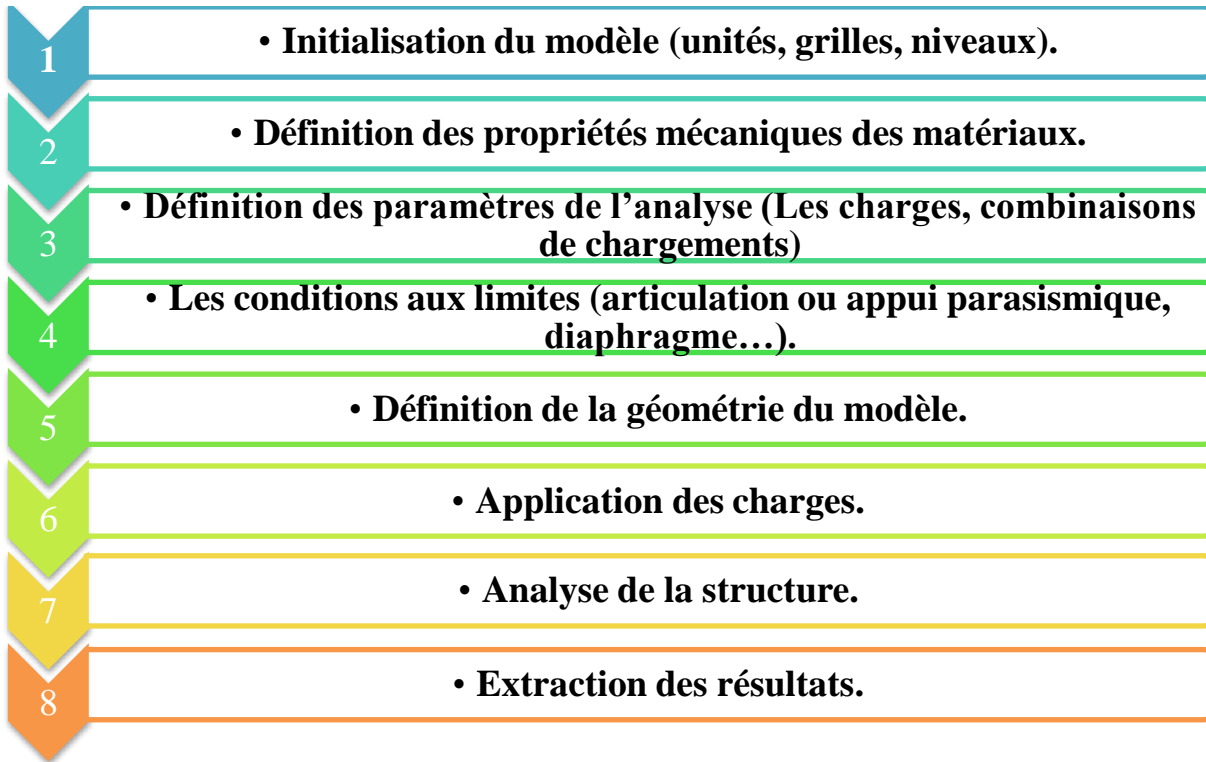 1
• Initialisation du modèle (unités, grilles, niveaux).
2
• Définition des propriétés mécaniques des matériaux.
3
• Définition des paramètres de l’analyse (Les charges, combinaisons
de chargements)
4
• Les conditions aux limites (articulation ou appui parasismique,
diaphragme…).
5
• Définition de la géométrie du modèle.
6
• Application des charges.
7
• Analyse de la structure.
8
• Extraction des résultats.